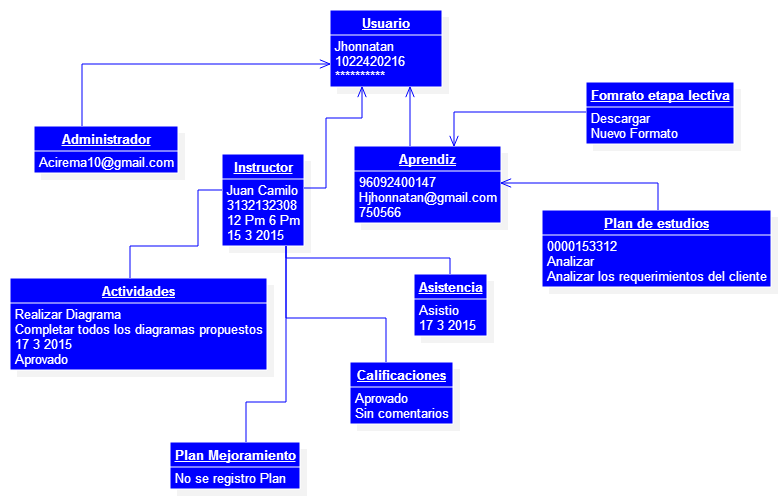 Usuario
Jhonnatan
1022420216
**********
Administrador
Acirema10@gmail.com
Instructor
Juan Camilo
3132132308
12 Pm 6 Pm
15 3 2015
Aprendiz
96092400147
Hjhonnatan@gmail.com
750566
Fomrato etapa lectiva
Descargar
Nuevo Formato
Plan de estudios
0000153312
Analizar
Analizar los requerimientos del cliente
Actividades
Realizar Diagrama
Completar todos los diagramas propuestos
17 3 2015
Aprovado
Asistencia
Asistio
17 3 2015
Calificaciones
Aprovado
Sin comentarios
Plan Mejoramiento
No se registro Plan